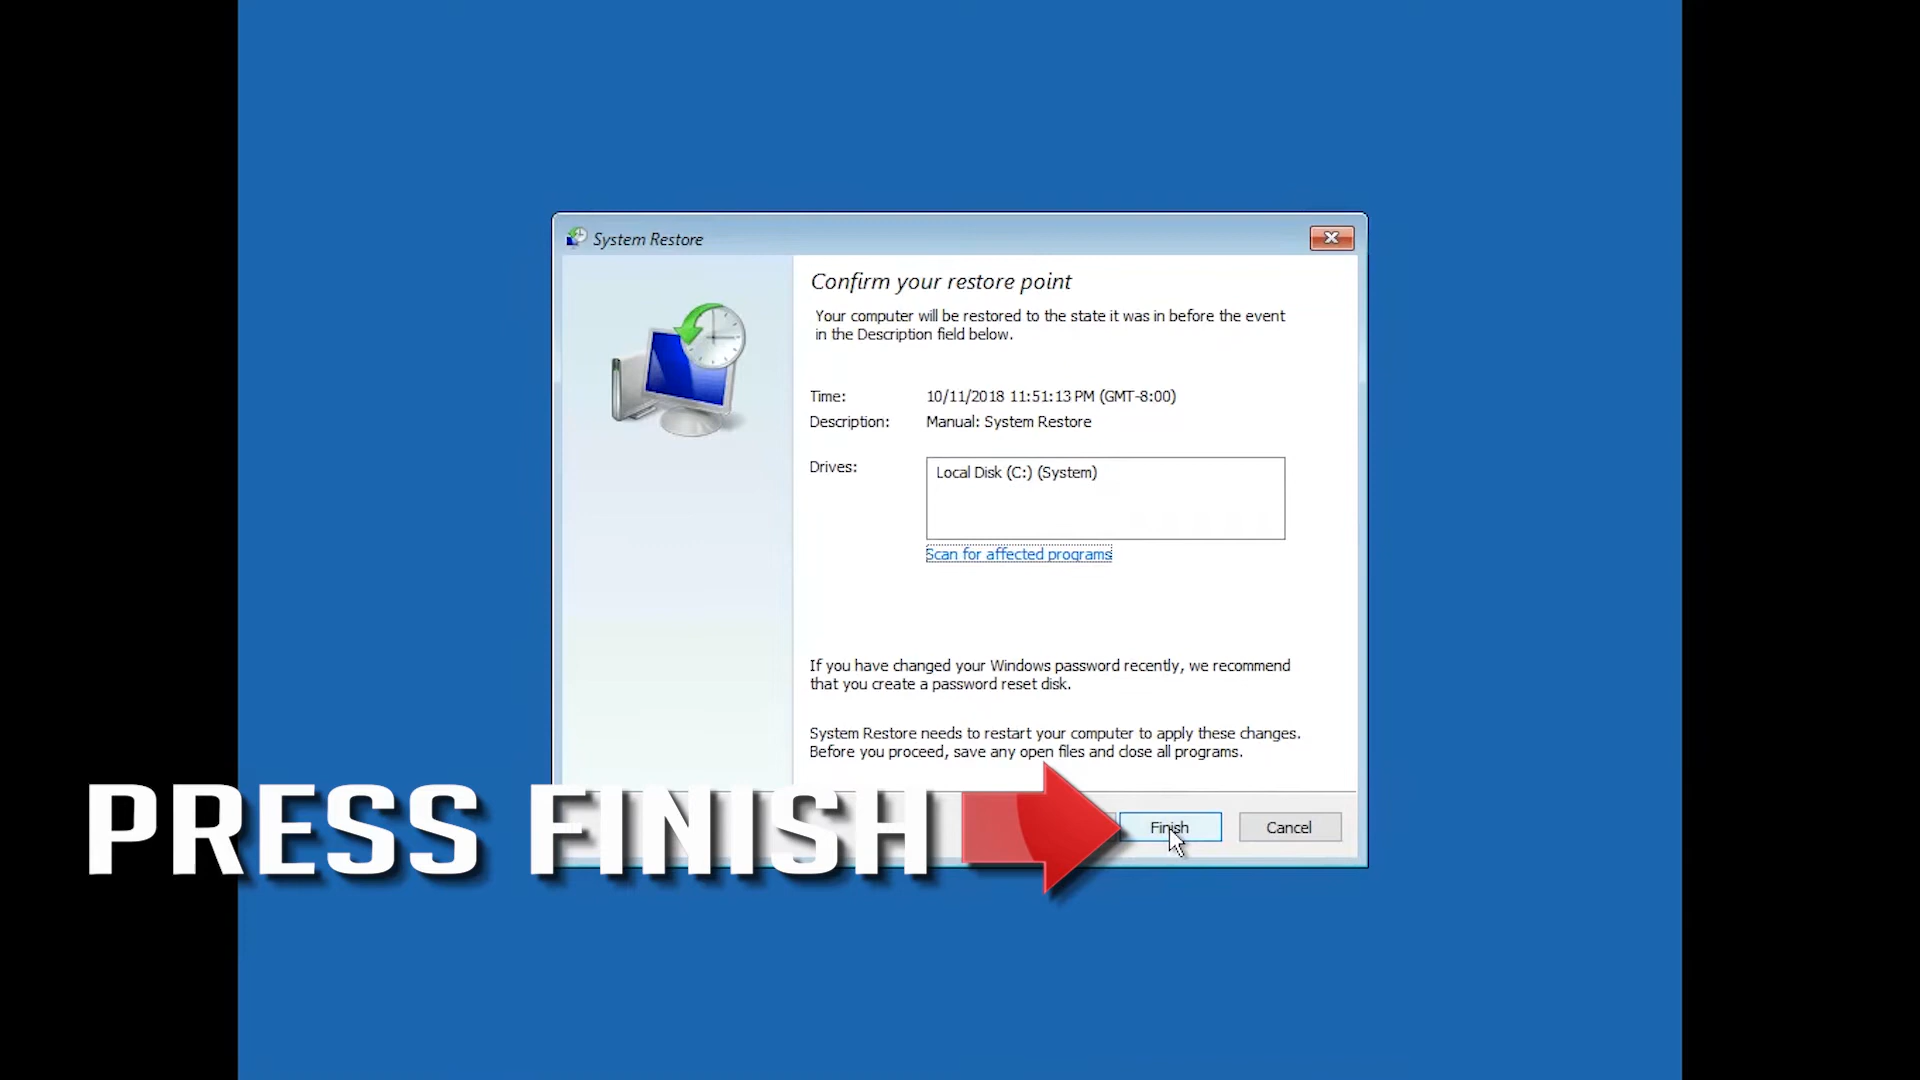 System Restore
Confirm your restore point
Your computer will be restored to the state it was in before the event
in the Description field below.
Time: 10/11/2018 11:51:13 PM (GMT-8:00)
Description: Manual: System Restore
Drives: Local Disk (C:) (System)
Scan for affected programs
If you have changed your Windows password recently, we recommend
that you create a password reset disk.
System Restore needs to restart your computer to apply these changes.
Before you proceed, save any open files and close all programs.
PRESS FINISH
Finish Cancel